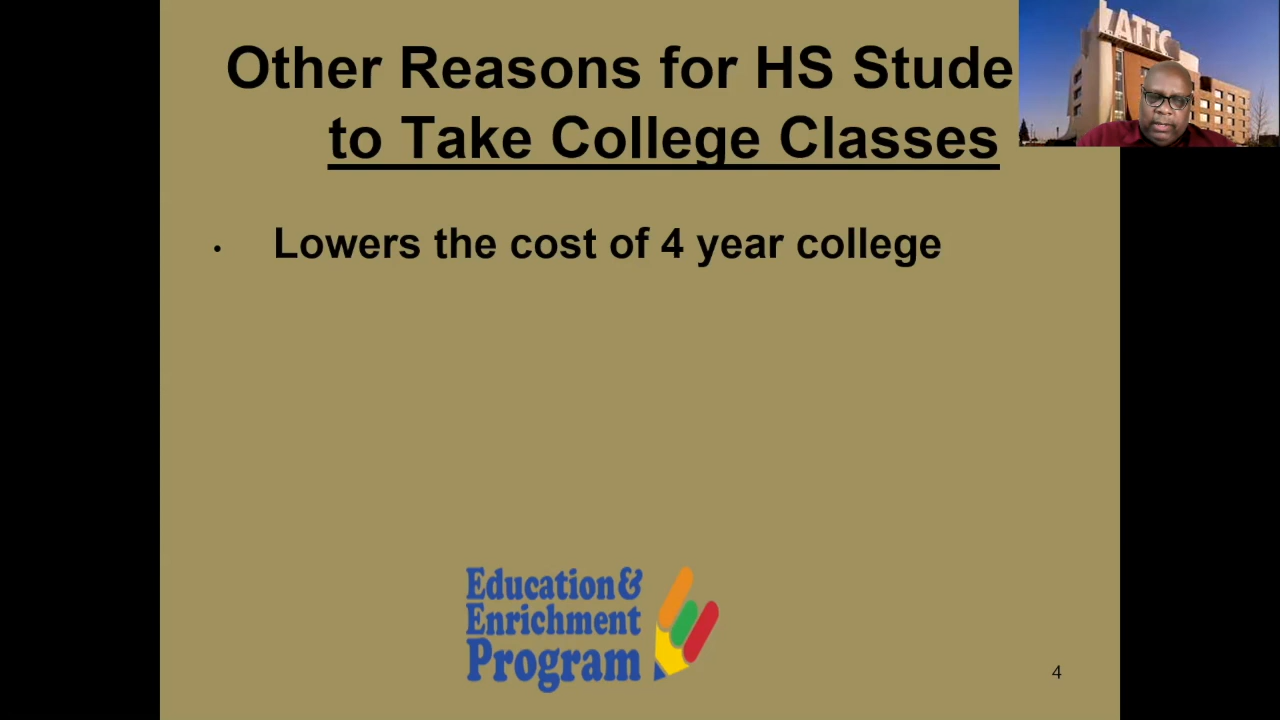 Other Reasons for HS Stude
to Take College Classes
• Lowers the cost of 4 year college
LATTC
Education &
Enrichment
Program
4